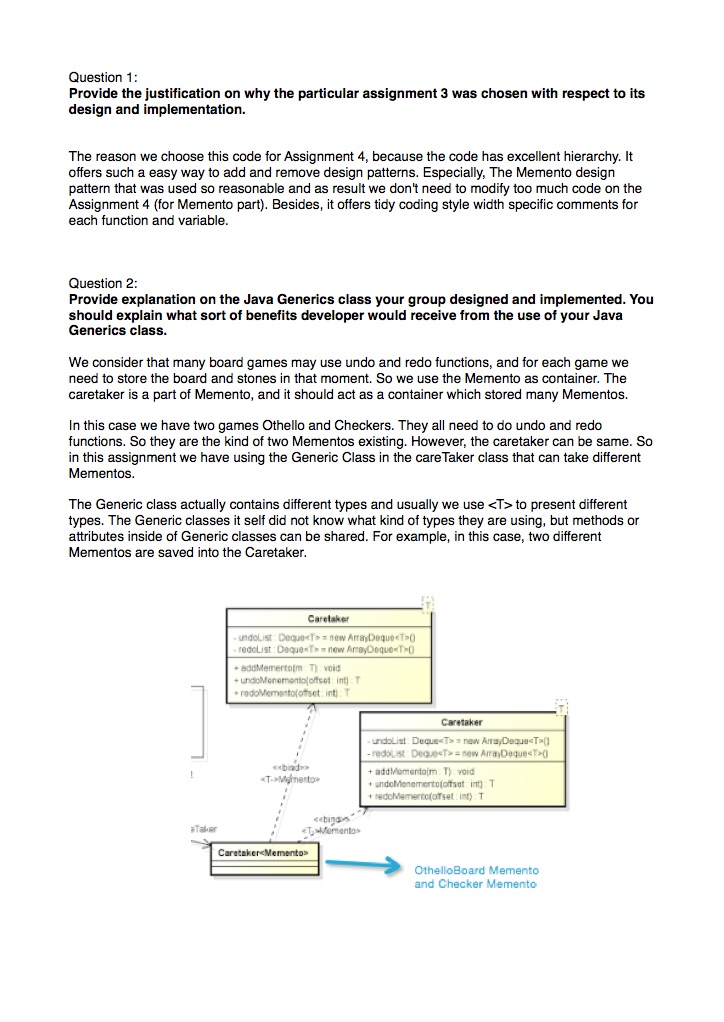 Question 1:
Provide the justification on why the particular assignment 3 was chosen with respect to its
design and implementation.
The reason we choose this code for Assignment 4, because the code has excellent hierarchy. It
offers such a easy way to add and remove design patterns. Especially, The Memento design
pattern that was used so reasonable and as result we don't need to modify too much code on the
Assignment 4 (for Memento part). Besides, it offers tidy coding style width specific comments for
each function and variable.
Question 2:
Provide explanation on the Java Generics class your group designed and implemented. You
should explain what sort of benefits developer would receive from the use of your Java
Generics class.
We consider that many board games may use undo and redo functions, and for each game we
need to store the board and stones in that moment. So we use the Memento as container. The
caretaker is a part of Memento, and it should act as a container which stored many Mementos.
In this case we have two games Othello and Checkers. They all need to do undo and redo
functions. So they are the kind of two Mementos existing. However, the caretaker can be same. So
in this assignment we have using the Generic Class in the careTaker class that can take different
Mementos.
The Generic class actually contains different types and usually we use <T> to present different
types. The Generic classes it self did not know what kind of types they are using, but methods or
attributes inside of Generic classes can be shared. For example, in this case, two different
Mementos are saved into the Caretaker.
T
Caretaker
- undoList : Deque<T> = new ArrayDeque<T>()
- redoList : Deque<T> = new ArrayDeque<T>()
+ addMemento(m : T) : void
+ undoMenemento(offset : int) : T
+ redoMemento(offset : int) : T
T
Caretaker
- undoList : Deque<T> = new ArrayDeque<T>()
- redoList : Deque<T> = new ArrayDeque<T>()
+ addMemento(m : T) : void
+ undoMenemento(offset : int) : T
+ redoMemento(offset : int) : T
<<bind>>
<T->Memento>
<<bind>>
<T->Memento>
eTaker
Caretaker<Memento>
OthelloBoard Memento
and Checker Memento